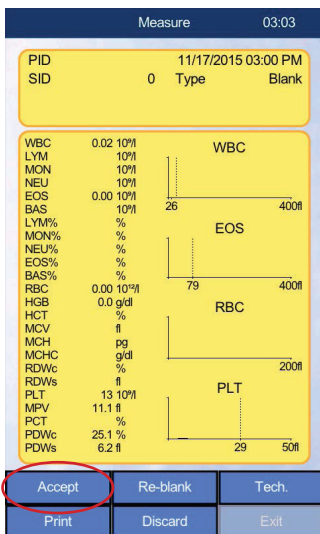 Measure 03:03
PID 11/17/2015 03:00 PM
SID 0 Type Blank
WBC 0.02 10⁹/l
LYM 10⁹/l
MON 10⁹/l
NEU 10⁹/l
EOS 0.00 10⁹/l
BAS 10⁹/l
LYM% %
MON% %
NEU% %
EOS% %
BAS% %
RBC 0.00 10¹²/l
HGB 0.0 g/dl
HCT %
MCV fl
MCH pg
MCHC g/dl
RDWc %
RDWs fl
PLT 13 10⁹/l
MPV 11.1 fl
PCT %
PDWc 25.1 %
PDWs 6.2 fl
WBC
26 400fl
EOS
79 400fl
RBC
200fl
PLT
29 50fl
Accept Re-blank Tech.
Print Discard Exit